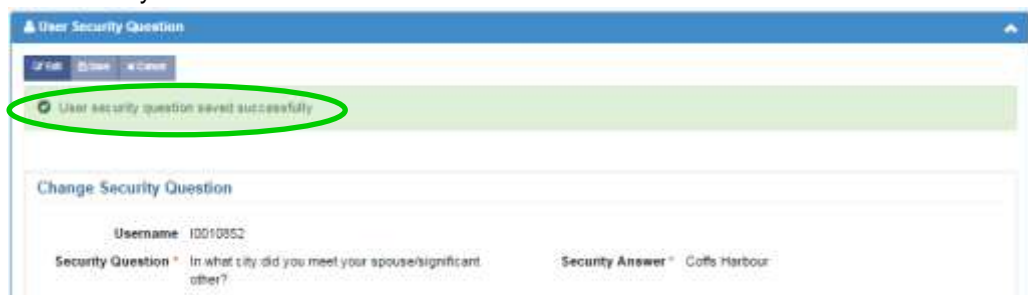 User Security Question
Edit Save Cancel
User security question saved successfully
Change Security Question
Username I0010852
Security Question * In what city did you meet your spouse/significant other?
Security Answer * Coffs Harbour